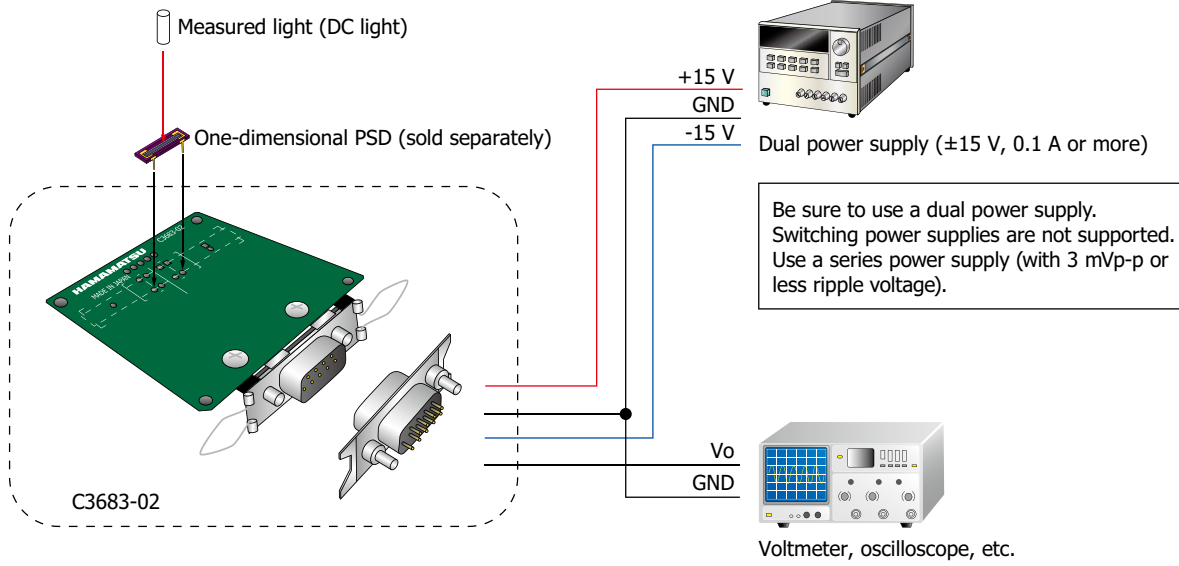 Measured light (DC light)
+15 V
GND
-15 V
One-dimensional PSD (sold separately)
Dual power supply (±15 V, 0.1 A or more)
Be sure to use a dual power supply.
Switching power supplies are not supported.
Use a series power supply (with 3 mVp-p or
less ripple voltage).
C3683-02
HAMAMATSU
MADE IN JAPAN
Vo
GND
C3683-02
Voltmeter, oscilloscope, etc.